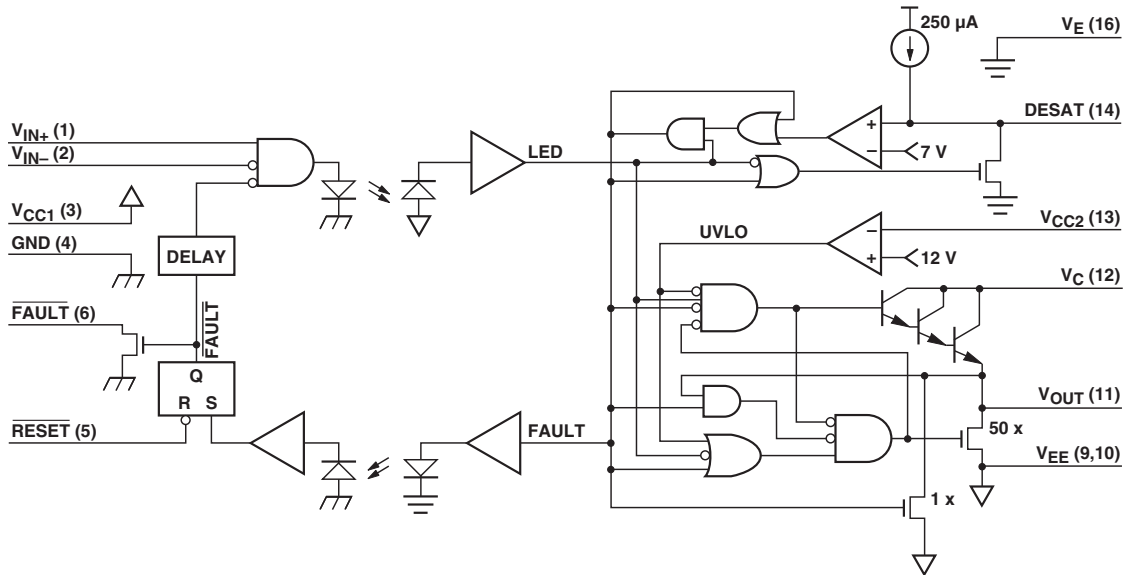 250 µA
V_E (16)
V_IN+ (1)
V_IN– (2)
V_CC1 (3)
GND (4)
DELAY
FAULT (6)
FAULT
Q
R S
RESET (5)
LED
FAULT
DESAT (14)
+
–
7 V
UVLO
V_CC2 (13)
–
+
12 V
V_C (12)
V_OUT (11)
50 x
V_EE (9,10)
1 x